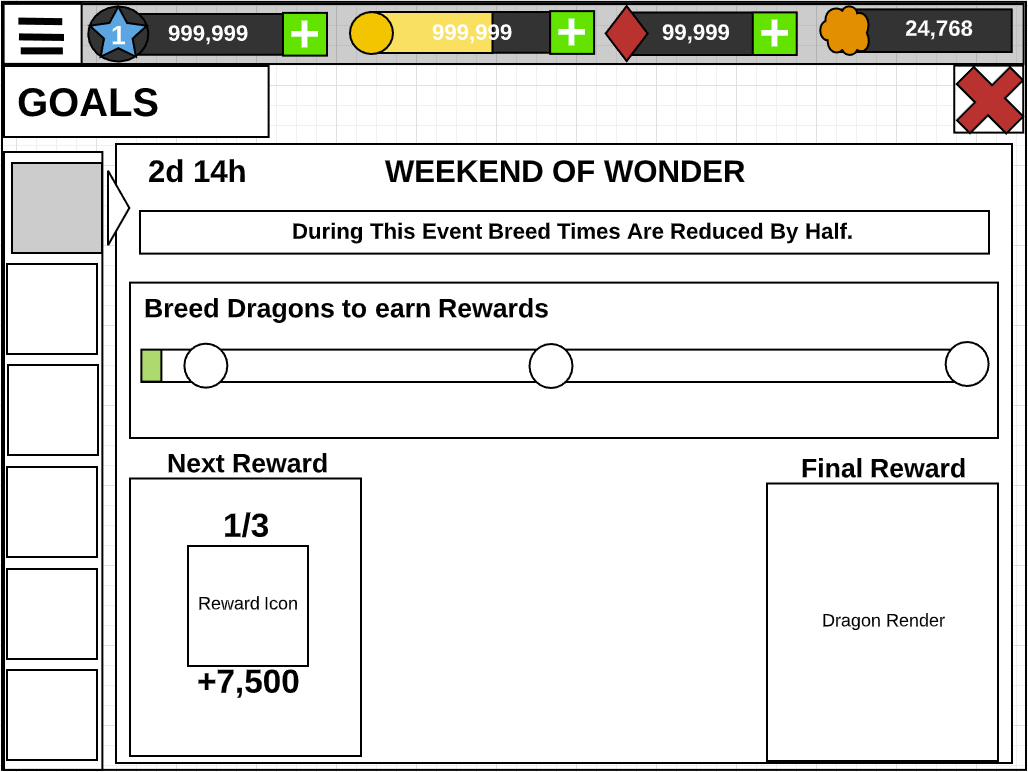 1
999,999
999,999
99,999
24,768
GOALS
2d 14h
WEEKEND OF WONDER
During This Event Breed Times Are Reduced By Half.
Breed Dragons to earn Rewards
Next Reward
Final Reward
1/3
Reward Icon
+7,500
Dragon Render